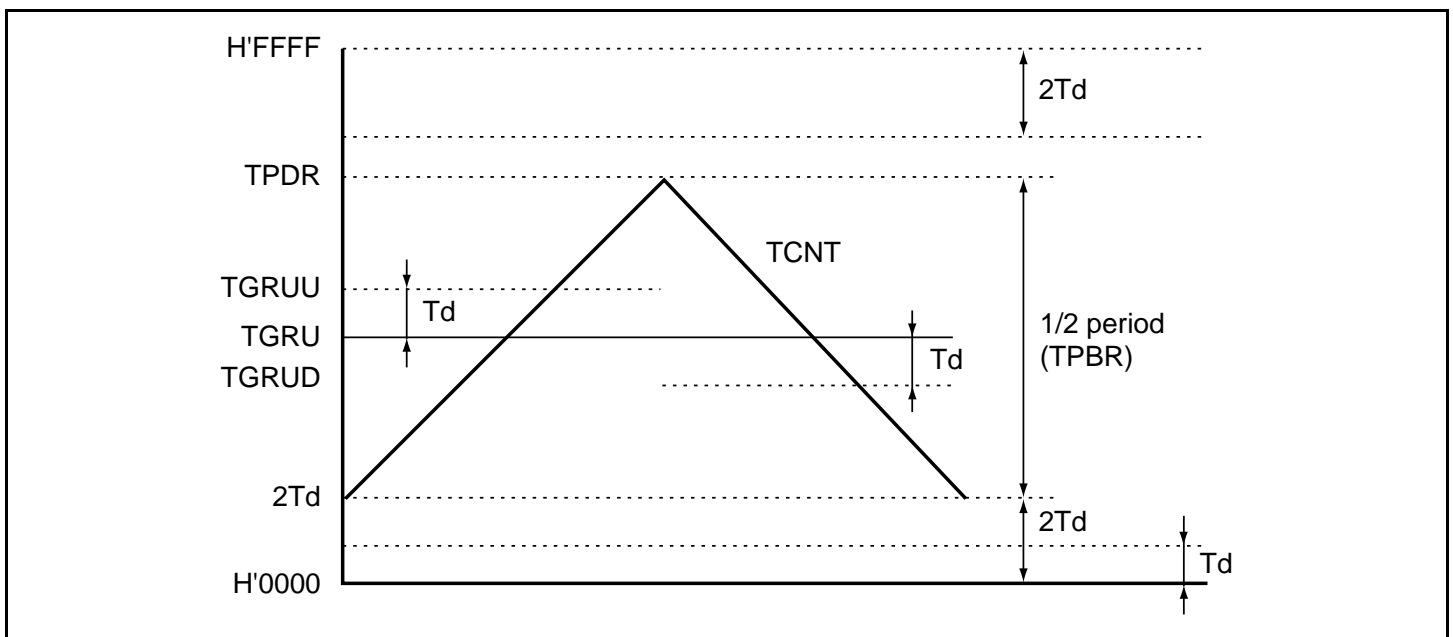 H'FFFF
2Td
TPDR
TCNT
TGRUU
Td
TGRU
1/2 period
(TPBR)
Td
TGRUD
2Td
2Td
Td
H'0000